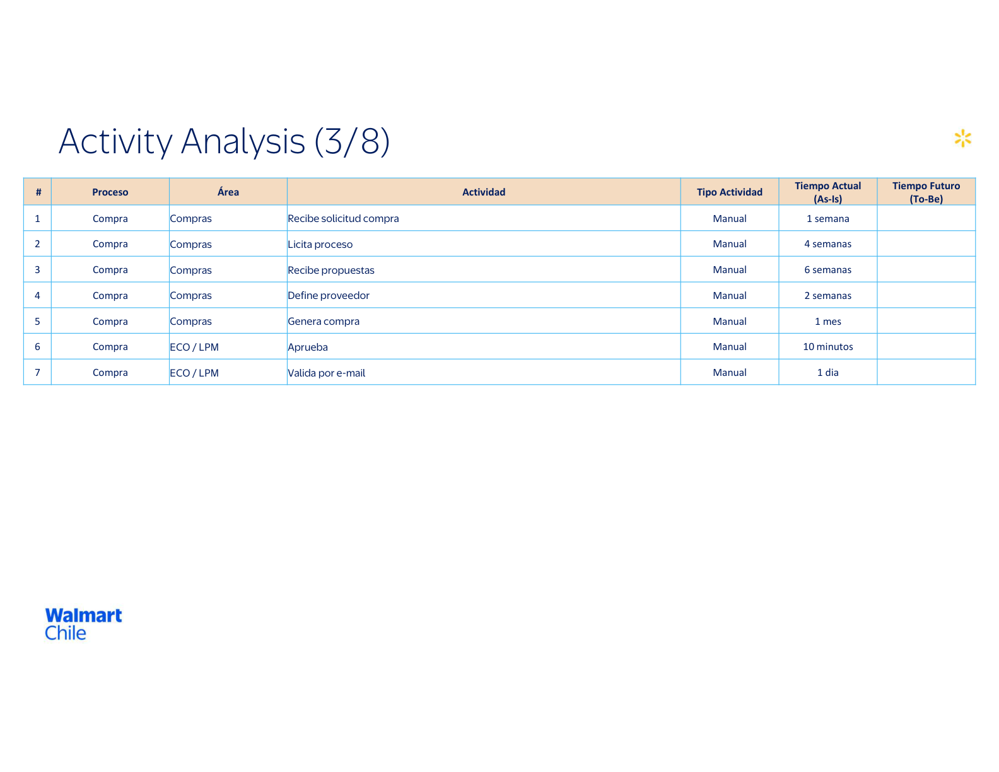 Activity Analysis (3/8)
# Proceso Área Actividad Tipo Actividad Tiempo Actual (As-Is) Tiempo Futuro (To-Be)
1 Compra Compras Recibe solicitud compra Manual 1 semana
2 Compra Compras Licita proceso Manual 4 semanas
3 Compra Compras Recibe propuestas Manual 6 semanas
4 Compra Compras Define proveedor Manual 2 semanas
5 Compra Compras Genera compra Manual 1 mes
6 Compra ECO / LPM Aprueba Manual 10 minutos
7 Compra ECO / LPM Valida por e-mail Manual 1 dia
Walmart
Chile